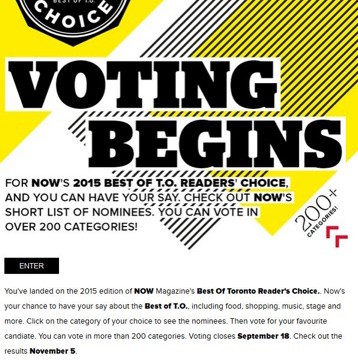 BEST OF T.O.
CHOICE
VOTING
BEGINS
FOR NOW'S 2015 BEST OF T.O. READERS' CHOICE,
AND YOU CAN HAVE YOUR SAY. CHECK OUT NOW'S
SHORT LIST OF NOMINEES. YOU CAN VOTE IN
OVER 200 CATEGORIES!
200+
CATEGORIES!
ENTER
You've landed on the 2015 edition of NOW Magazine's Best Of Toronto Reader's Choice.. Now's
your chance to have your say about the Best of T.O., including food, shopping, music, stage and
more. Click on the category of your choice to see the nominees. Then vote for your favourite
candiate. You can vote in more than 200 categories. Voting closes September 18. Check out the
results November 5.